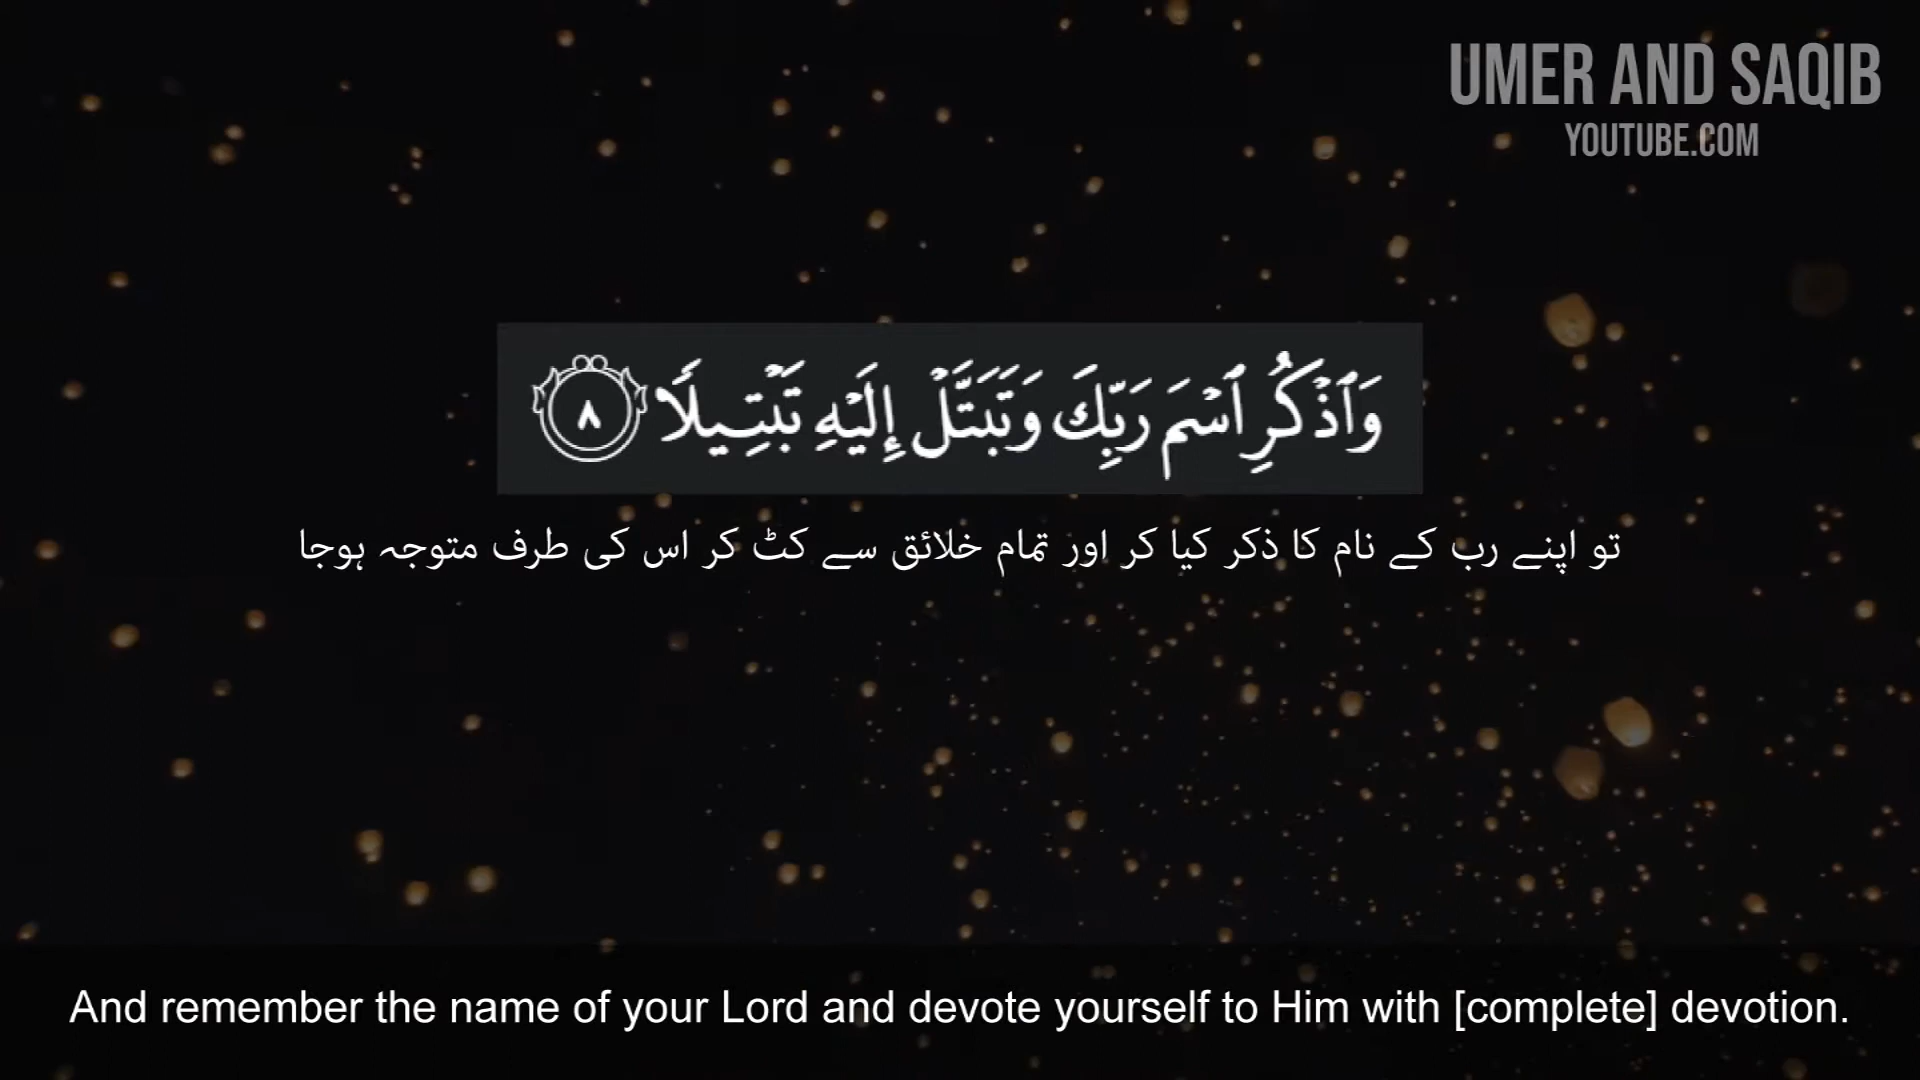 UMER AND SAQIB
YOUTUBE.COM
وَٱذْكُرِ ٱسْمَ رَبِّكَ وَتَبَتَّلْ إِلَيْهِ تَبْتِيلًا ٨
تو اپنے رب کے نام کا ذکر کیا کر اور تمام خلائق سے کٹ کر اس کی طرف متوجہ ہوجا
And remember the name of your Lord and devote yourself to Him with [complete] devotion.